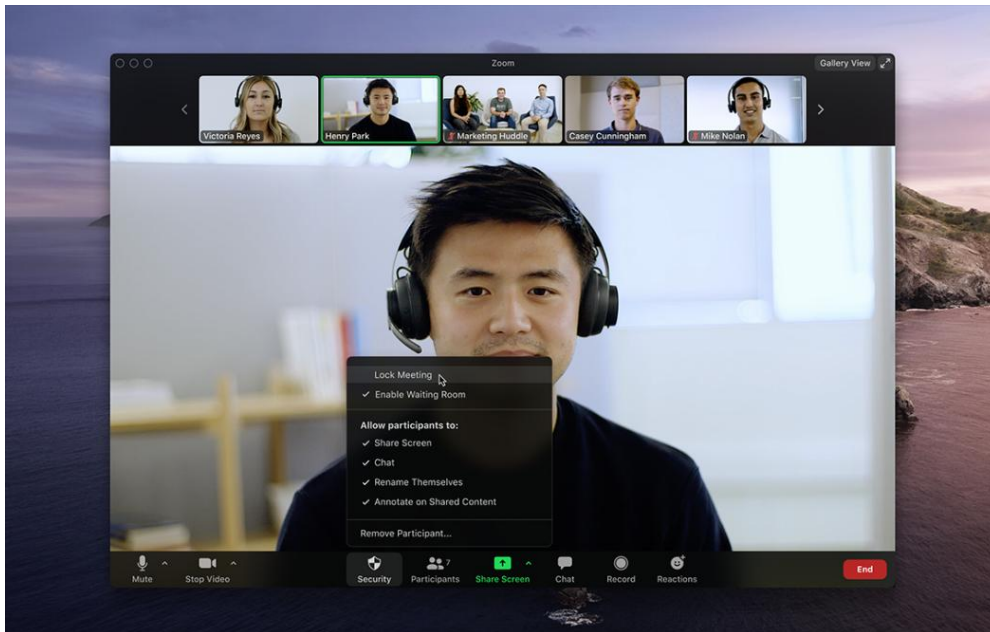 Zoom
Gallery View
Victoria Reyes
Henry Park
Marketing Huddle
Casey Cunningham
Mike Nolan
Lock Meeting
Enable Waiting Room
Allow participants to:
Share Screen
Chat
Rename Themselves
Annotate on Shared Content
Remove Participant...
7
Mute
Stop Video
Security
Participants
Share Screen
Chat
Record
Reactions
End